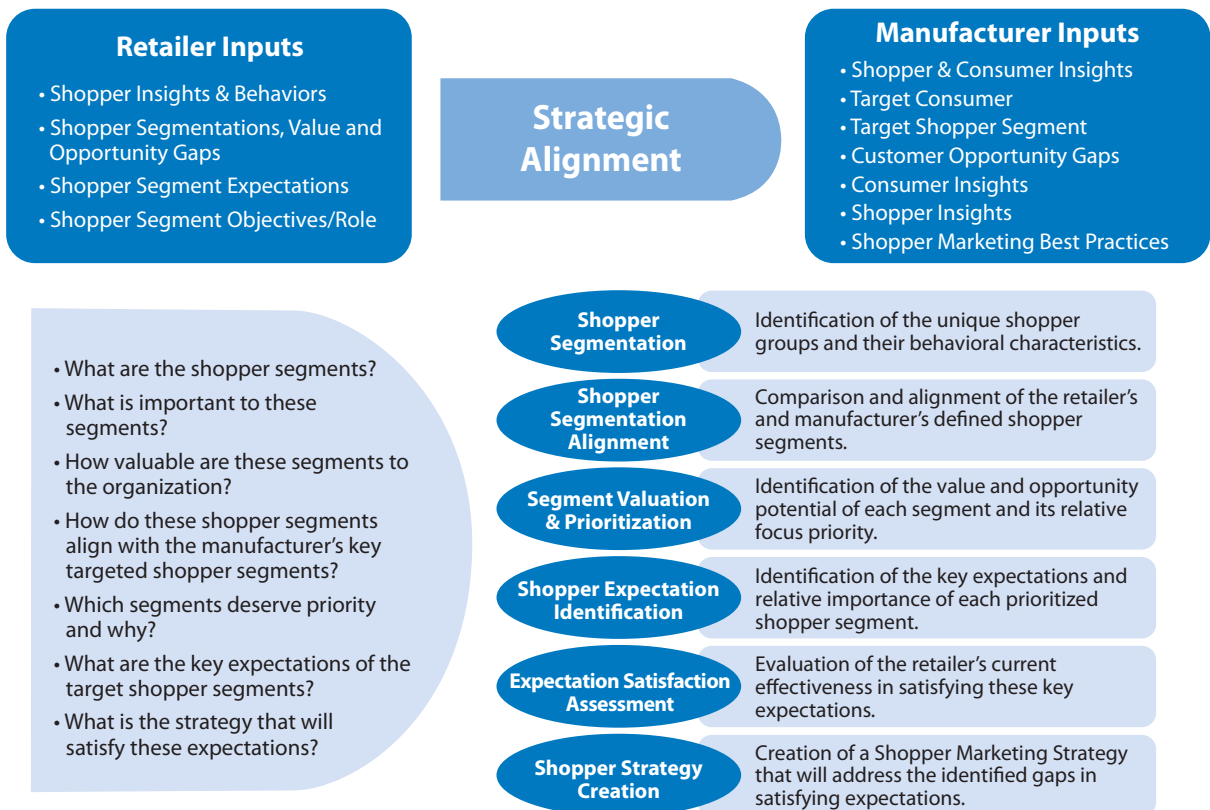 Retailer Inputs
• Shopper Insights & Behaviors
• Shopper Segmentations, Value and
Opportunity Gaps
• Shopper Segment Expectations
• Shopper Segment Objectives/Role
Strategic
Alignment
Manufacturer Inputs
• Shopper & Consumer Insights
• Target Consumer
• Target Shopper Segment
• Customer Opportunity Gaps
• Consumer Insights
• Shopper Insights
• Shopper Marketing Best Practices
• What are the shopper segments?
• What is important to these
segments?
• How valuable are these segments to
the organization?
• How do these shopper segments
align with the manufacturer’s key
targeted shopper segments?
• Which segments deserve priority
and why?
• What are the key expectations of the
target shopper segments?
• What is the strategy that will
satisfy these expectations?
Shopper
Segmentation
Identification of the unique shopper
groups and their behavioral characteristics.
Shopper
Segmentation
Alignment
Comparison and alignment of the retailer’s
and manufacturer’s defined shopper
segments.
Segment Valuation
& Prioritization
Identification of the value and opportunity
potential of each segment and its relative
focus priority.
Shopper Expectation
Identification
Identification of the key expectations and
relative importance of each prioritized
shopper segment.
Expectation Satisfaction
Assessment
Evaluation of the retailer’s current
effectiveness in satisfying these key
expectations.
Shopper Strategy
Creation
Creation of a Shopper Marketing Strategy
that will address the identified gaps in
satisfying expectations.